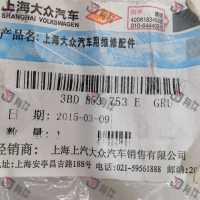 上海大众汽车
SHANGHAI VOLKSWAGEN
产品名: 上海大众汽车用维修配件
3BD 853 753 E GRU
日 期: 2015-03-09
数 量: 1
经销商: 上海上汽大众汽车销售有限公司
上海安亭昌吉路188号 电话: 021-59561888